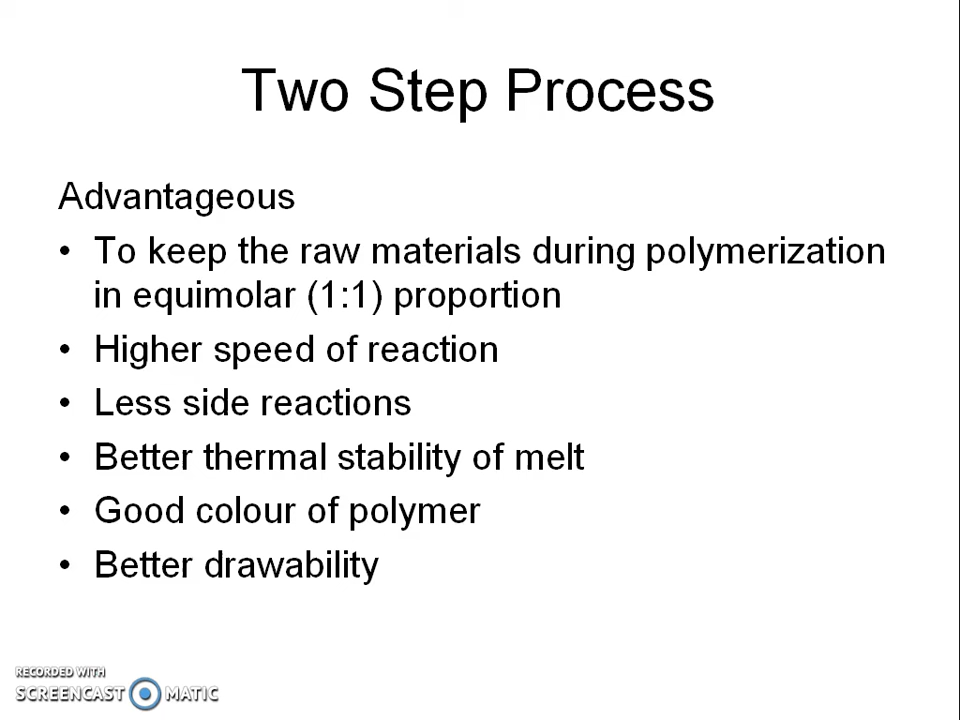 Two Step Process
Advantageous
• To keep the raw materials during polymerization
in equimolar (1:1) proportion
• Higher speed of reaction
• Less side reactions
• Better thermal stability of melt
• Good colour of polymer
• Better drawability
RECORDED WITH
SCREENCAST MATIC